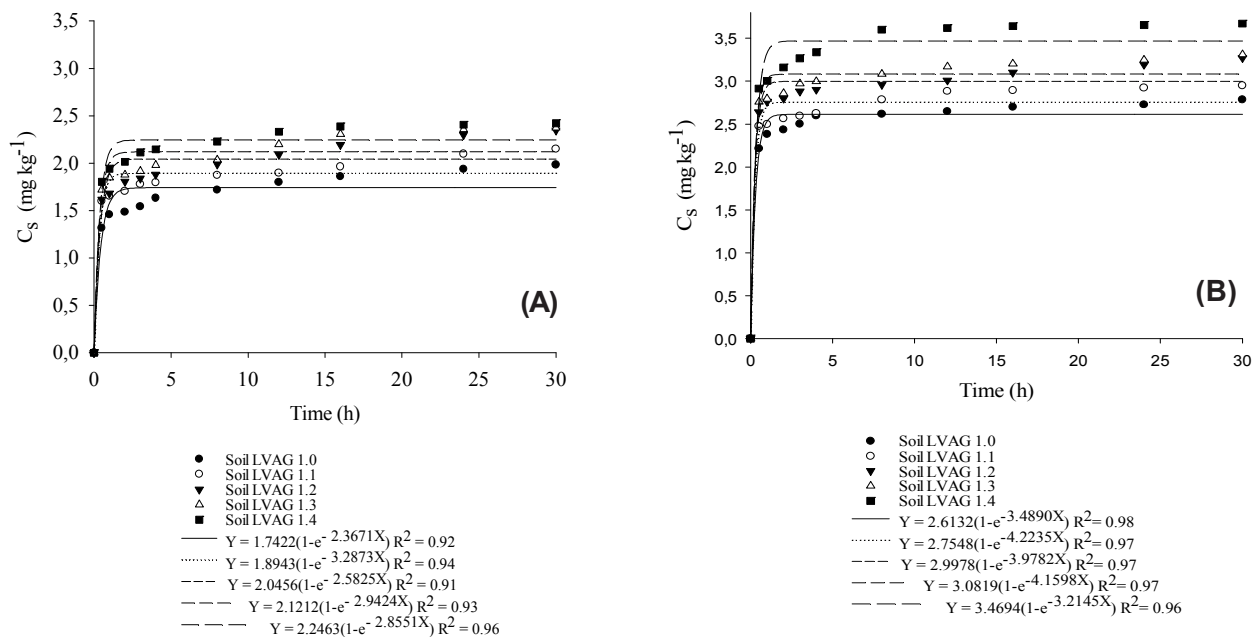 4,0
3,5
3,0
2,5
2,0
1,5
1,0
0,5
0,0
C_S (mg kg^-1)
0 5 10 15 20 25 30
Time (h)
(A)
Soil LVAG 1.0
Soil LVAG 1.1
Soil LVAG 1.2
Soil LVAG 1.3
Soil LVAG 1.4
Y = 1.7422(1-e^- 2.3671X) R^2 = 0.92
Y = 1.8943(1-e^- 3.2873X) R^2 = 0.94
Y = 2.0456(1-e^- 2.5825X) R^2 = 0.91
Y = 2.1212(1-e^- 2.9424X) R^2 = 0.93
Y = 2.2463(1-e^- 2.8551X) R^2 = 0.96
3,5
3,0
2,5
2,0
1,5
1,0
0,5
0,0
C_S (mg kg^-1)
0 5 10 15 20 25 30
Time (h)
(B)
Soil LVAG 1.0
Soil LVAG 1.1
Soil LVAG 1.2
Soil LVAG 1.3
Soil LVAG 1.4
Y = 2.6132(1-e^-3.4890X) R^2 = 0.98
Y = 2.7548(1-e^-4.2235X) R^2 = 0.97
Y = 2.9978(1-e^-3.9782X) R^2 = 0.97
Y = 3.0819(1-e^-4.1598X) R^2 = 0.97
Y = 3.4694(1-e^-3.2145X) R^2 = 0.96